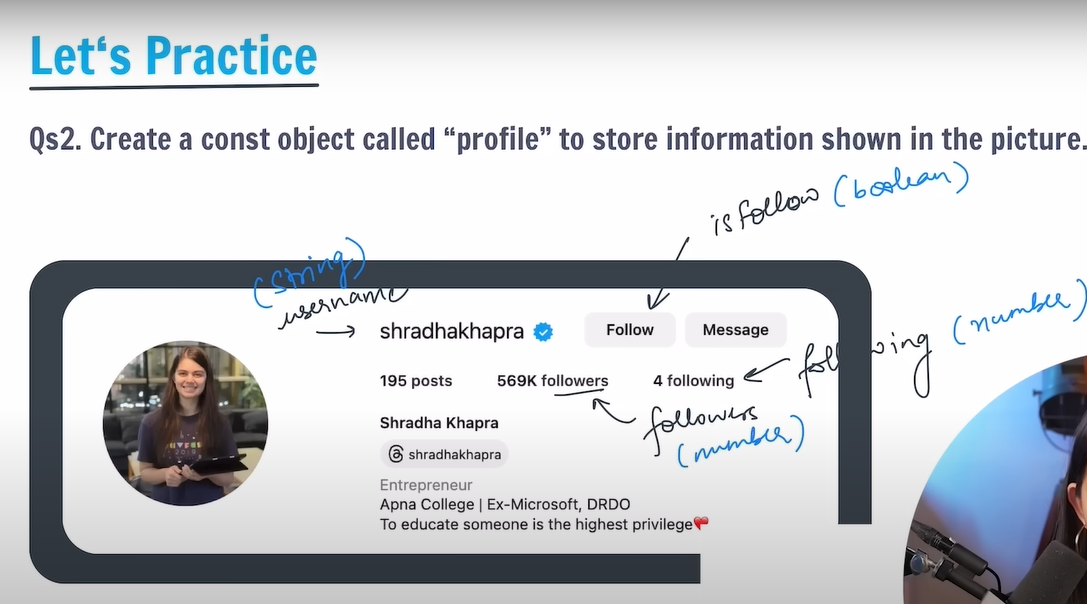 Let‘s Practice
Qs2. Create a const object called “profile” to store information shown in the picture.
is follow (boolean)
(string)
username
shradhakhapra
Follow
Message
following (number)
195 posts
569K followers
4 following
followers
(number)
Shradha Khapra
shradhakhapra
Entrepreneur
Apna College | Ex-Microsoft, DRDO
To educate someone is the highest privilege